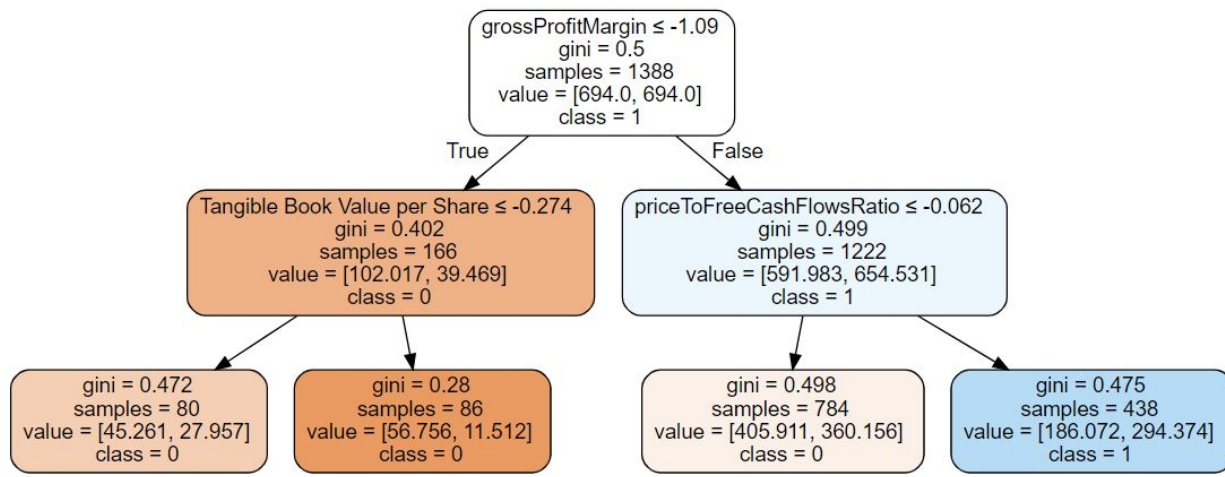 grossProfitMargin ≤ -1.09
gini = 0.5
samples = 1388
value = [694.0, 694.0]
class = 1
True
False
Tangible Book Value per Share ≤ -0.274
gini = 0.402
samples = 166
value = [102.017, 39.469]
class = 0
priceToFreeCashFlowsRatio ≤ -0.062
gini = 0.499
samples = 1222
value = [591.983, 654.531]
class = 1
gini = 0.472
samples = 80
value = [45.261, 27.957]
class = 0
gini = 0.28
samples = 86
value = [56.756, 11.512]
class = 0
gini = 0.498
samples = 784
value = [405.911, 360.156]
class = 0
gini = 0.475
samples = 438
value = [186.072, 294.374]
class = 1